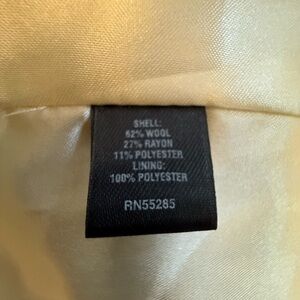 SHELL:
62% WOOL
27% RAYON
11% POLYESTER
LINING:
100% POLYESTER
RN55285